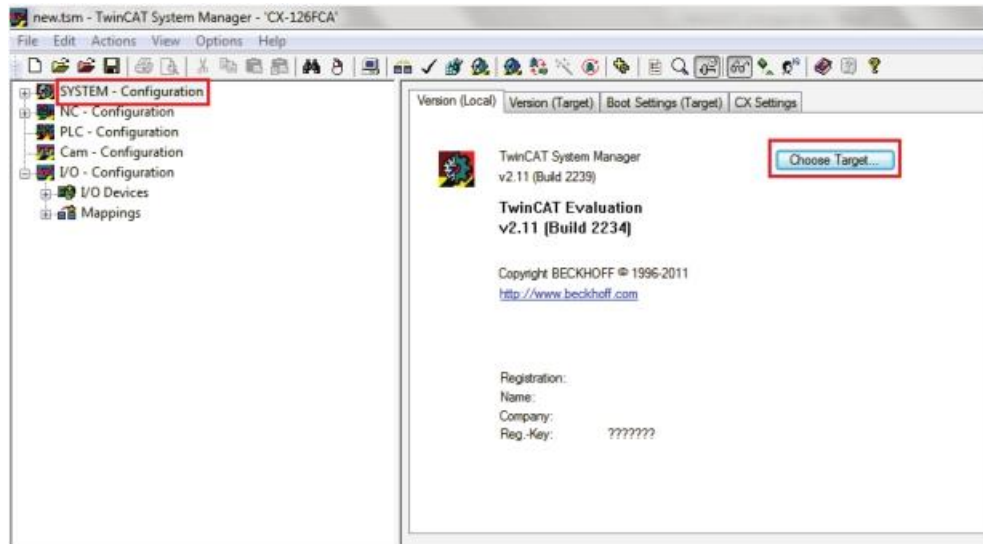 new.tsm - TwinCAT System Manager - 'CX-126FCA'
File Edit Actions View Options Help
SYSTEM - Configuration
NC - Configuration
PLC - Configuration
Cam - Configuration
I/O - Configuration
I/O Devices
Mappings
Version (Local) Version (Target) Boot Settings (Target) CX Settings
TwinCAT System Manager
v2.11 (Build 2239)
Choose Target...
TwinCAT Evaluation
v2.11 (Build 2234)
Copyright BECKHOFF © 1996-2011
http://www.beckhoff.com
Registration:
Name:
Company:
Reg.-Key: ???????